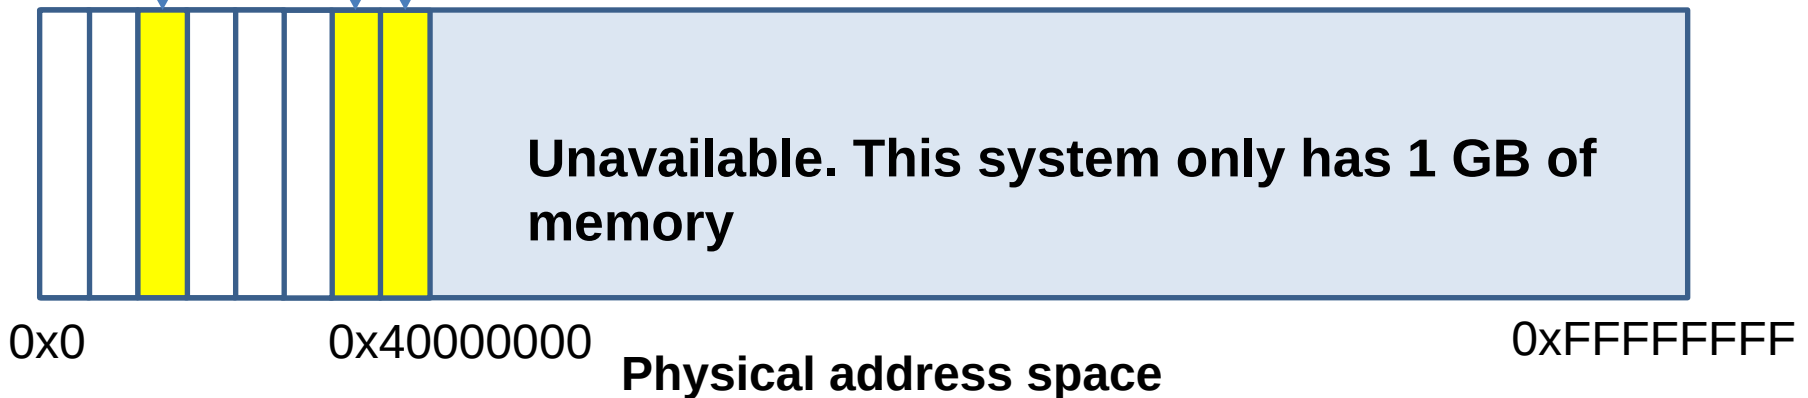 Unavailable. This system only has 1 GB of
memory
0x0
0x40000000
0xFFFFFFFF
Physical address space